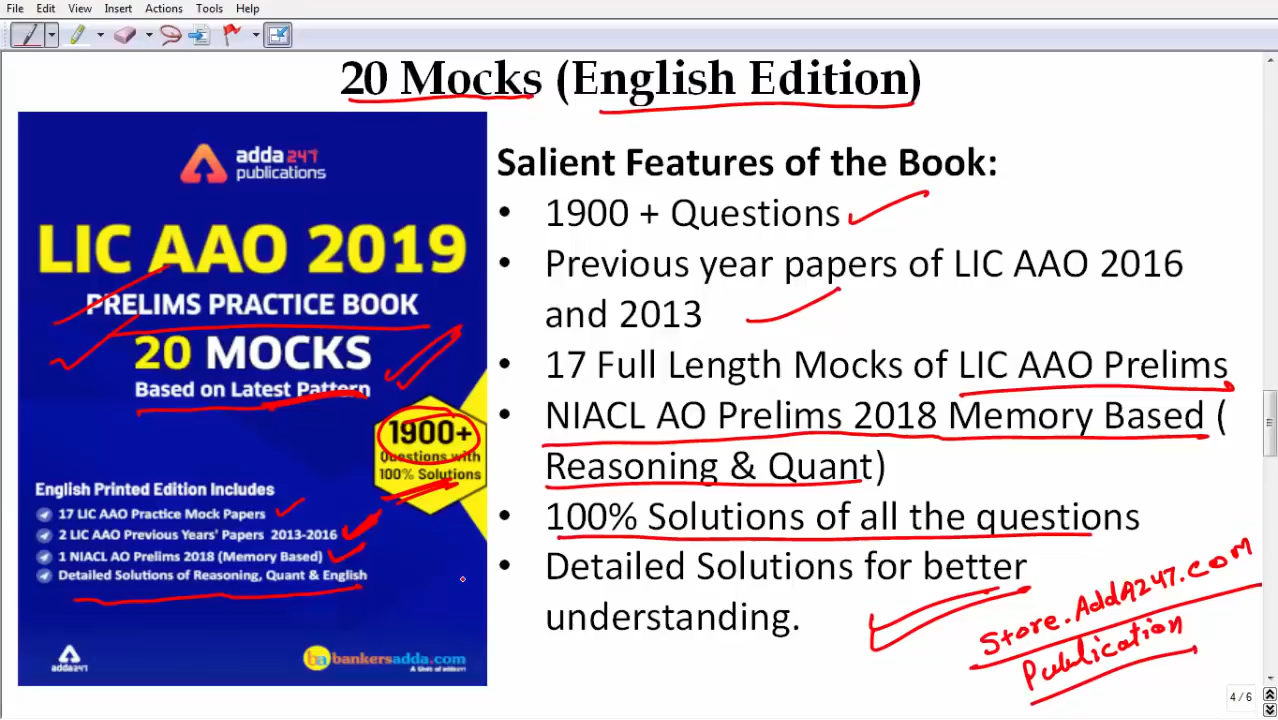 File Edit View Insert Actions Tools Help
20 Mocks (English Edition)
adda 247
publications
LIC AAO 2019
PRELIMS PRACTICE BOOK
20 MOCKS
Based on Latest Pattern
1900+
Questions with
100% Solutions
English Printed Edition Includes
17 LIC AAO Practice Mock Papers
2 LIC AAO Previous Years' Papers 2013-2016
1 NIACL AO Prelims 2018 (Memory Based)
Detailed Solutions of Reasoning, Quant & English
adda247
ba bankersadda.com
A Unit of adda247
Salient Features of the Book:
• 1900 + Questions
• Previous year papers of LIC AAO 2016
and 2013
• 17 Full Length Mocks of LIC AAO Prelims
• NIACL AO Prelims 2018 Memory Based (
Reasoning & Quant)
• 100% Solutions of all the questions
• Detailed Solutions for better
understanding.
Store.AddA247.com
Publication
4/6